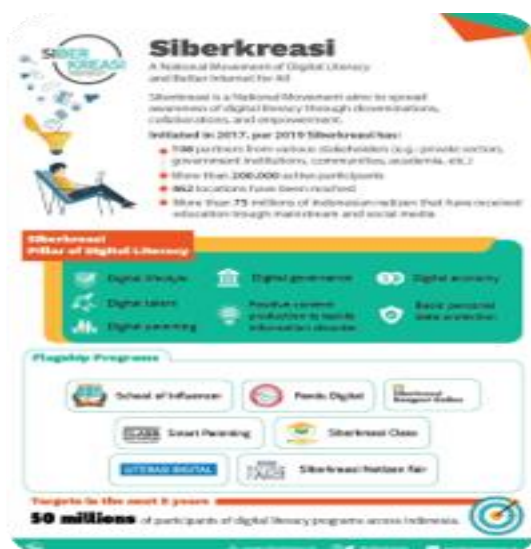 SIBER
KREASI
Siberkreasi
A National Movement of Digital Literacy
and Better Internet for All
Siberkreasi is a National Movement aims to spread
awareness of digital literacy through disseminations,
collaborations, and empowerment.
Initiated in 2017, per 2019 Siberkreasi has:
partners from various stakeholders (e.g.: private sectors,
government institutions, communities, academia, etc.)
More than 200.000 active participants
462 locations have been reached
More than 73 millions of Indonesian netizen that have received
education trough mainstream and social media
Siberkreasi
Pillar of Digital Literacy
Digital lifestyle
Digital governance
Digital economy
Digital talent
Positive content
production to tackle
information disorder
Basic personal
data protection
Digital parenting
Flagship Programs
School of Influencer
Pandu Digital
Siberkreasi
Smart Parenting
Siberkreasi Class
LITERASI DIGITAL
Siberkreasi Netizen Fair
Targets in the next 5 years
50 millions of participants of digital literacy programs across Indonesia.